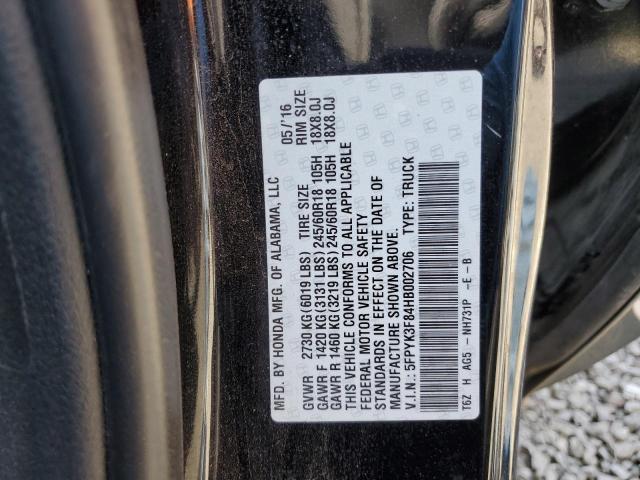 MFD. BY HONDA MFG. OF ALABAMA, LLC 05/'16
GVWR 2730 KG(6019 LBS) TIRE SIZE RIM SIZE
GAWR F 1420 KG(3131 LBS)245/60R18 105H 18X8.0J
GAWR R 1460 KG(3219 LBS)245/60R18 105H 18X8.0J
THIS VEHICLE CONFORMS TO ALL APPLICABLE
FEDERAL MOTOR VEHICLE SAFETY
STANDARDS IN EFFECT ON THE DATE OF
MANUFACTURE SHOWN ABOVE.
V.I.N.: 5FPYK3F84HB002706 TYPE: TRUCK
T6Z H AG5 -NH731P -E -B